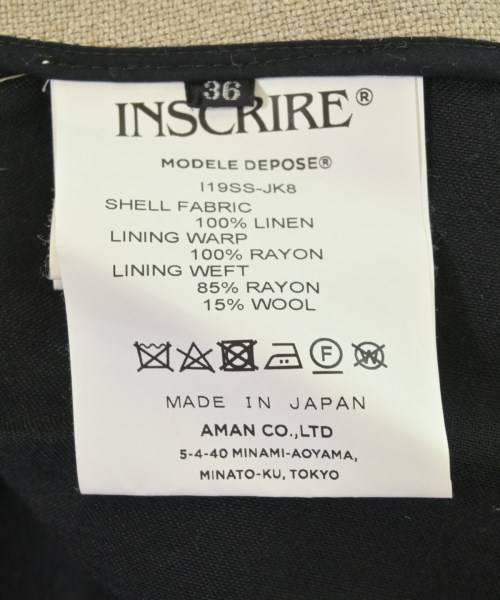 36
INSCRIRE®
MODELE DEPOSE®
I19SS-JK8
SHELL FABRIC
100% LINEN
LINING WARP
100% RAYON
LINING WEFT
85% RAYON
15% WOOL
F W
MADE IN JAPAN
AMAN CO.,LTD
5-4-40 MINAMI-AOYAMA,
MINATO-KU, TOKYO